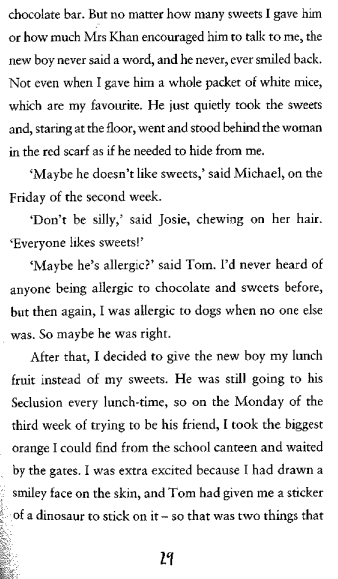 chocolate bar. But no matter how many sweets I gave him
or how much Mrs Khan encouraged him to talk to me, the
new boy never said a word, and he never, ever smiled back.
Not even when I gave him a whole packet of white mice,
which are my favourite. He just quietly took the sweets
and, staring at the floor, went and stood behind the woman
in the red scarf as if he needed to hide from me.
‘Maybe he doesn’t like sweets,’ said Michael, on the
Friday of the second week.
‘Don’t be silly,’ said Josie, chewing on her hair.
‘Everyone likes sweets!’
‘Maybe he’s allergic?’ said Tom. I’d never heard of
anyone being allergic to chocolate and sweets before,
but then again, I was allergic to dogs when no one else
was. So maybe he was right.
After that, I decided to give the new boy my lunch
fruit instead of my sweets. He was still going to his
Seclusion every lunch-time, so on the Monday of the
third week of trying to be his friend, I took the biggest
orange I could find from the school canteen and waited
by the gates. I was extra excited because I had drawn a
smiley face on the skin, and Tom had given me a sticker
of a dinosaur to stick on it – so that was two things that
29